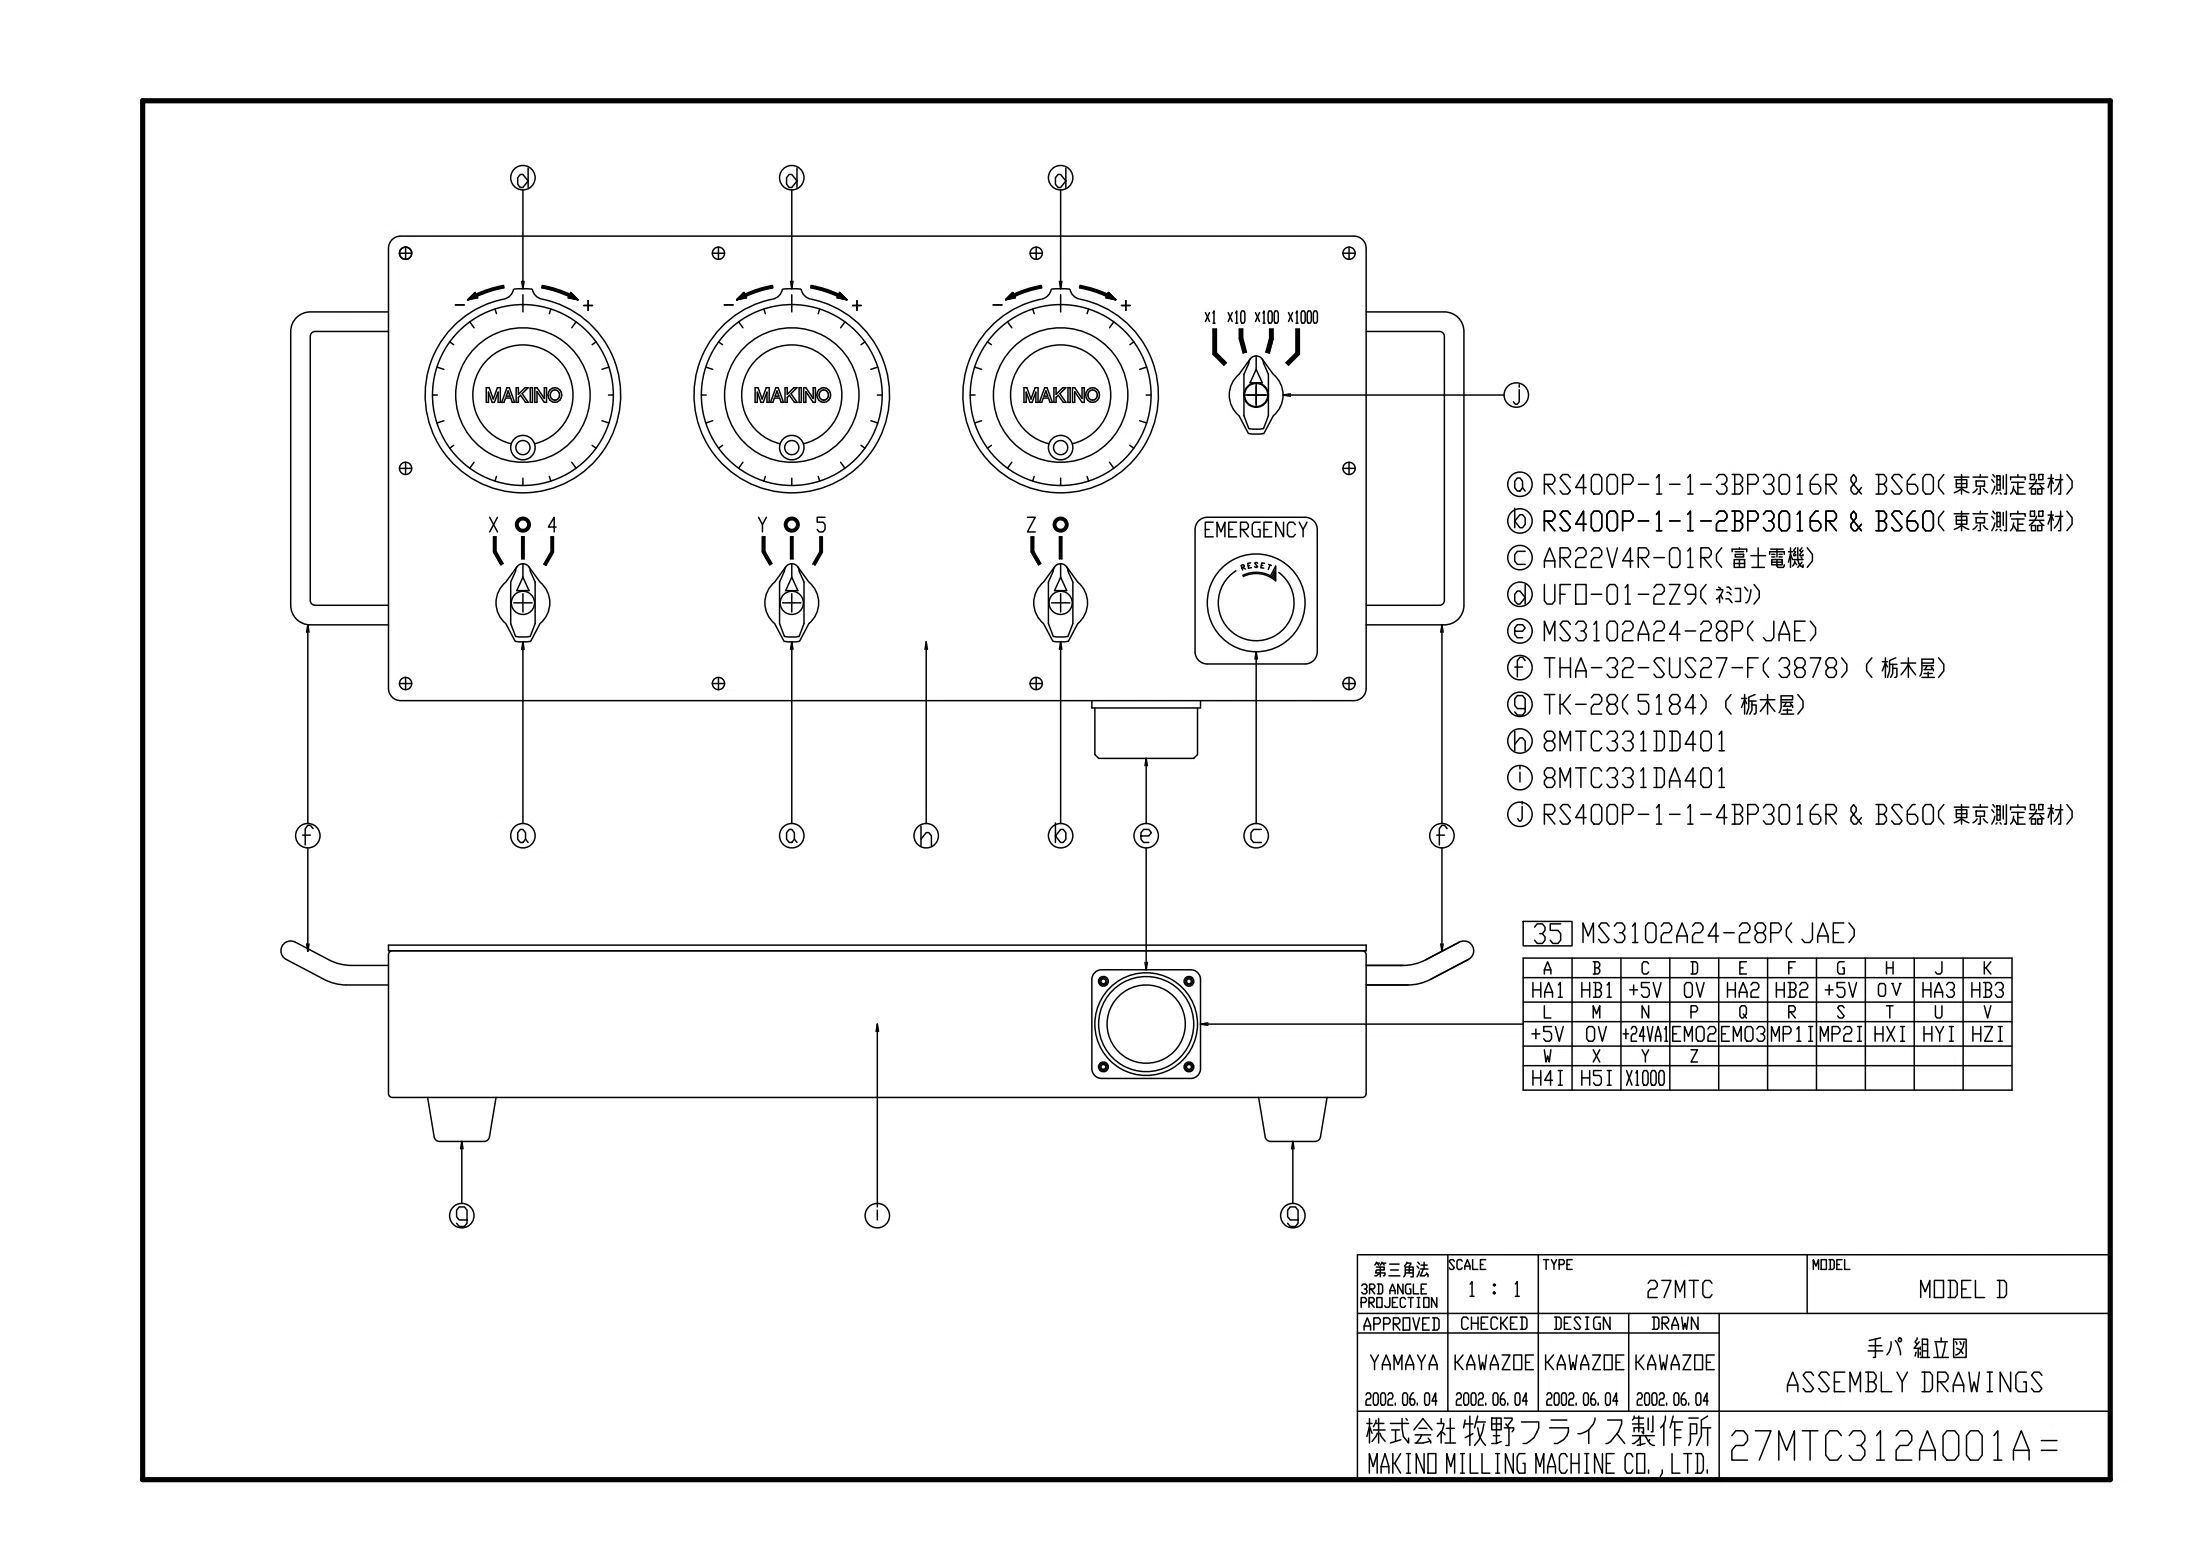 d d d
− + − + − +
MAKINO MAKINO MAKINO
X1 X10 X100 X1000
j
X O 4 Y O 5 Z O
EMERGENCY
RESET
f a a h b e c f
g i g
a RS400P-1-1-3BP3016R & BS60(東京測定器材)
b RS400P-1-1-2BP3016R & BS60(東京測定器材)
c AR22V4R-01R(富士電機)
d UFO-01-2Z9(ネミコン)
e MS3102A24-28P(JAE)
f THA-32-SUS27-F(3878) (栃木屋)
g TK-28(5184) (栃木屋)
h 8MTC331DD401
i 8MTC331DA401
j RS400P-1-1-4BP3016R & BS60(東京測定器材)
35 MS3102A24-28P(JAE)
A B C D E F G H J K
HA1 HB1 +5V 0V HA2 HB2 +5V 0V HA3 HB3
L M N P Q R S T U V
+5V 0V +24VA1 EM02 EM03 MP1I MP2I HXI HYI HZI
W X Y Z
H4I H5I X1000
第三角法
3RD ANGLE
PROJECTION
SCALE
1 : 1
TYPE
27MTC
MODEL
MODEL D
APPROVED CHECKED DESIGN DRAWN
YAMAYA KAWAZOE KAWAZOE KAWAZOE
2002.06.04 2002.06.04 2002.06.04 2002.06.04
手パ 組立図
ASSEMBLY DRAWINGS
株式会社牧野フライス製作所
MAKINO MILLING MACHINE CO.,LTD.
27MTC312A001A=